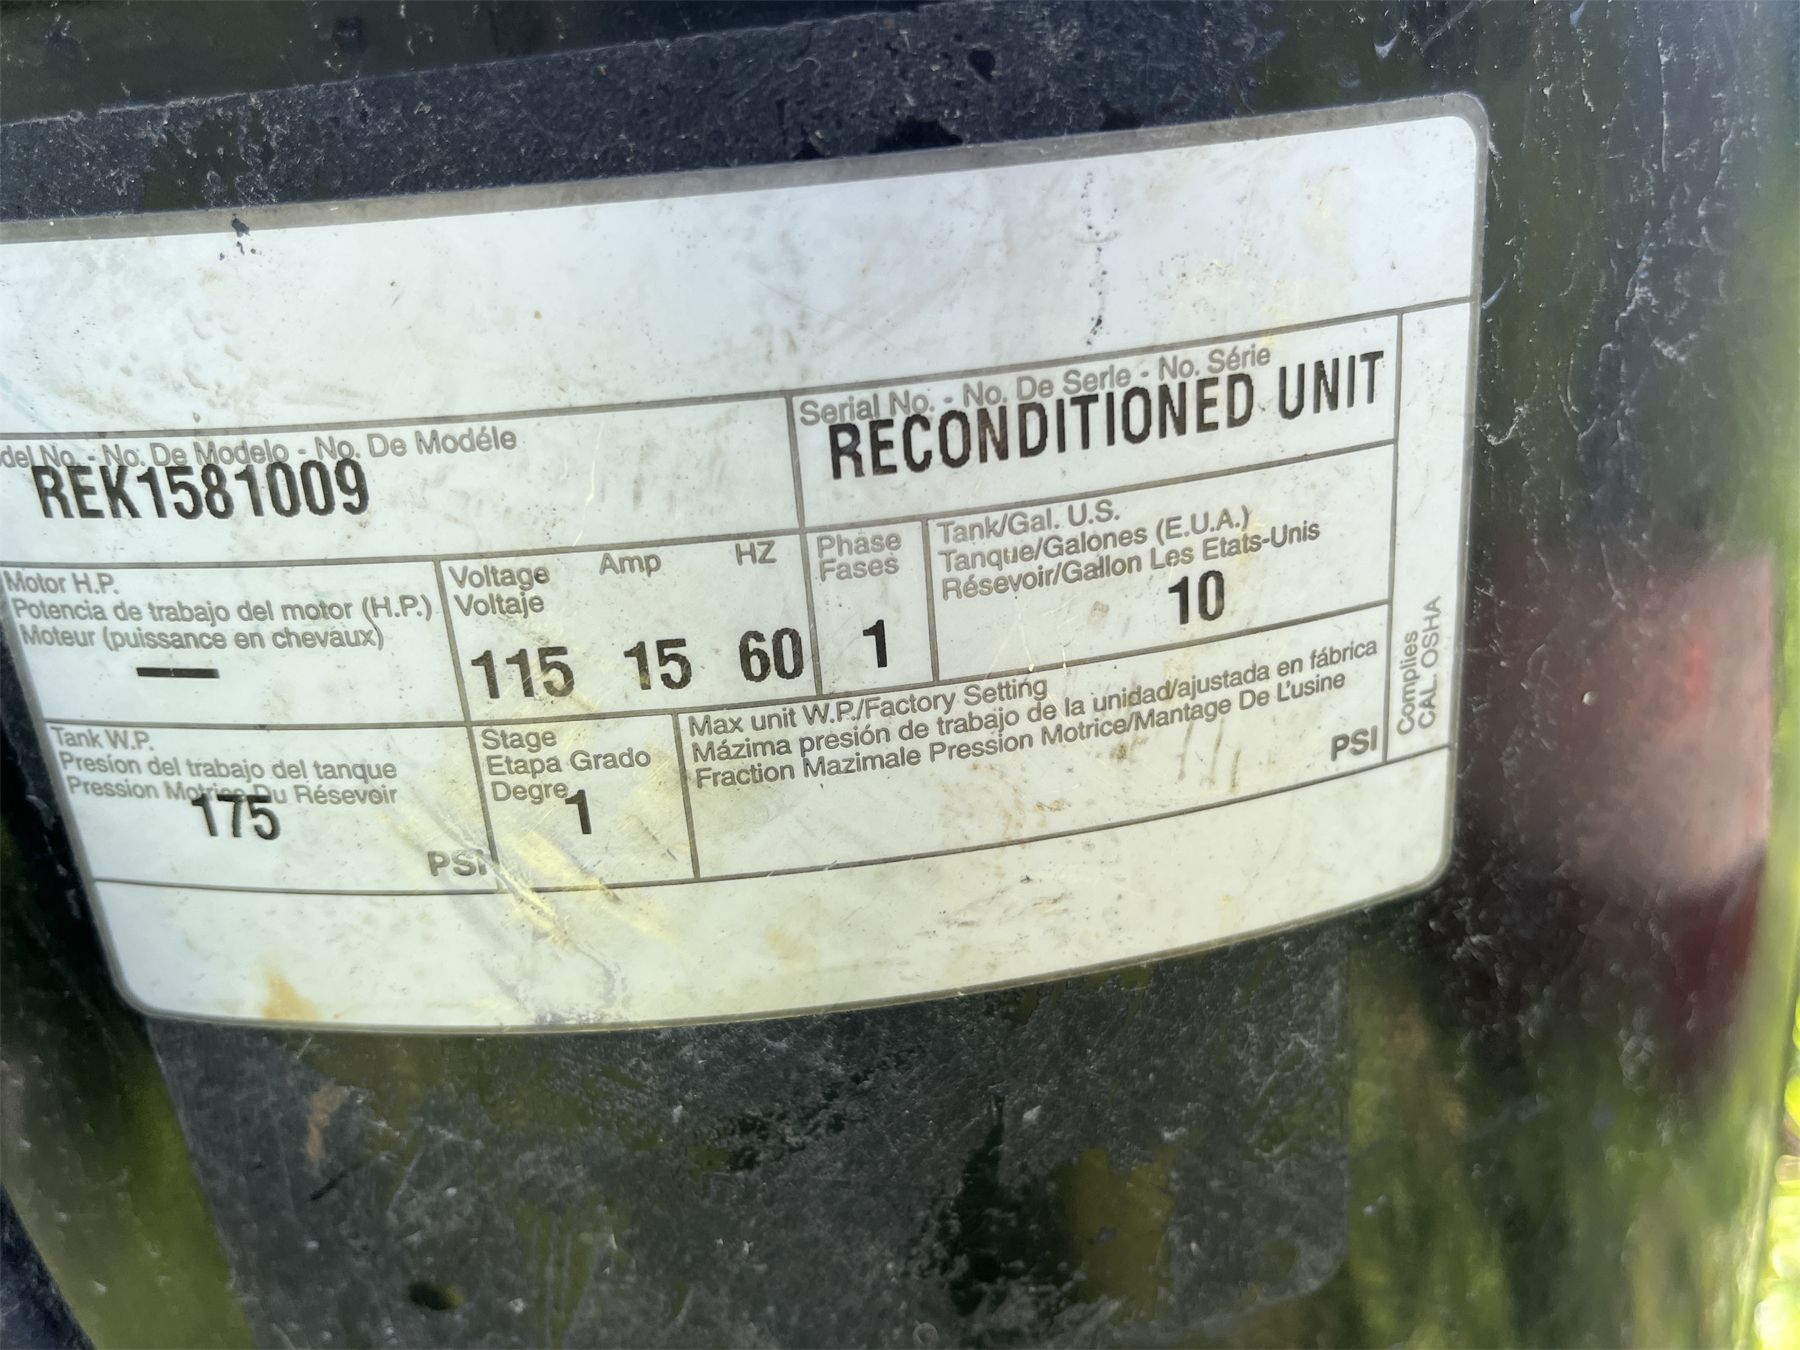 No. - No. De Modelo - No. De Modéle
REK1581009
Serial No. - No. De Serle - No. Série
RECONDITIONED UNIT
Motor H.P.
Potencia de trabajo del motor (H.P.)
Moteur (puissance en chevaux)
—
Voltage Amp HZ
Voltaje
115 15 60
Phase
Fases
1
Tank/Gal. U.S.
Tanque/Galones (E.U.A.)
Résevoir/Gallon Les Etats-Unis
10
Tank W.P.
Presion del trabajo del tanque
Pression Motrice Du Résevoir
175
PSI
Stage
Etapa Grado
Degre
1
Max unit W.P./Factory Setting
Mázima presión de trabajo de la unidad/ajustada en fábrica
Fraction Mazimale Pression Motrice/Mantage De L'usine
PSI
Complies
CAL. OSHA